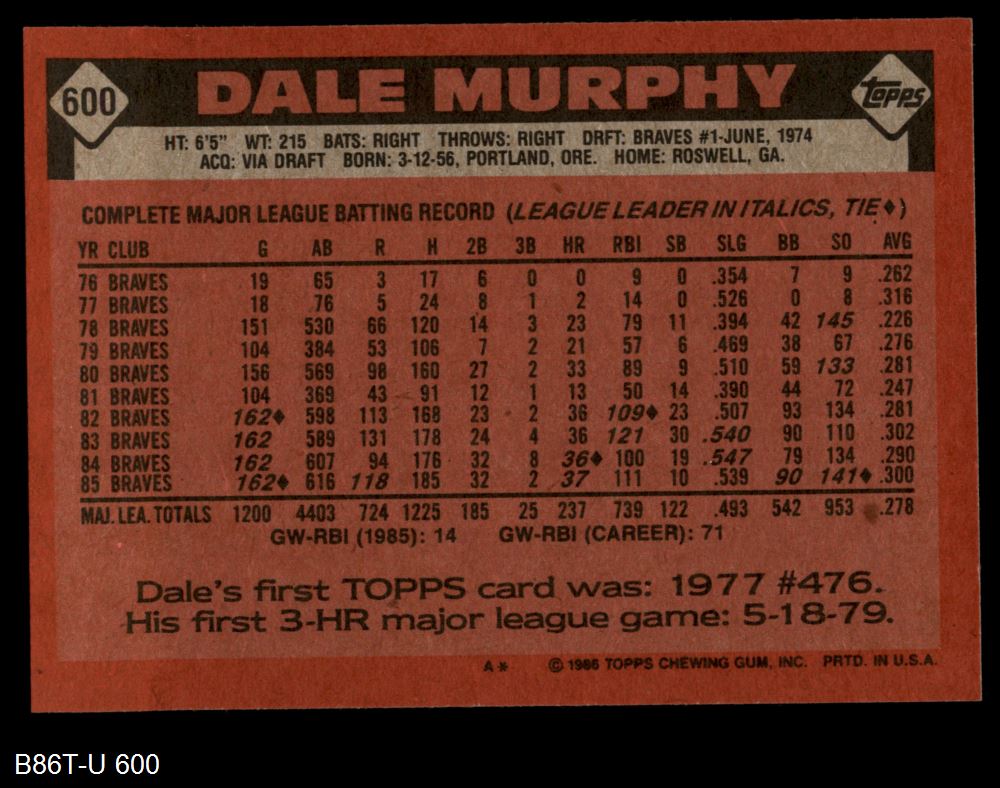 600 DALE MURPHY topps
HT: 6'5" WT: 215 BATS: RIGHT THROWS: RIGHT DRFT: BRAVES #1-JUNE, 1974
ACQ: VIA DRAFT BORN: 3-12-56, PORTLAND, ORE. HOME: ROSWELL, GA.
COMPLETE MAJOR LEAGUE BATTING RECORD (LEAGUE LEADER IN ITALICS, TIE♦)
YR CLUB G AB R H 2B 3B HR RBI SB SLG BB SO AVG
76 BRAVES 19 65 3 17 6 0 0 9 0 .354 7 9 .262
77 BRAVES 18 76 5 24 8 1 2 14 0 .526 0 8 .316
78 BRAVES 151 530 66 120 14 3 23 79 11 .394 42 145 .226
79 BRAVES 104 384 53 106 7 2 21 57 6 .469 38 67 .276
80 BRAVES 156 569 98 160 27 2 33 89 9 .510 59 133 .281
81 BRAVES 104 369 43 91 12 1 13 50 14 .390 44 72 .247
82 BRAVES 162♦ 598 113 168 23 2 36 109♦ 23 .507 93 134 .281
83 BRAVES 162 589 131 178 24 4 36 121 30 .540 90 110 .302
84 BRAVES 162 607 94 176 32 8 36♦ 100 19 .547 79 134 .290
85 BRAVES 162♦ 616 118 185 32 2 37 111 10 .539 90 141♦ .300
MAJ. LEA. TOTALS 1200 4403 724 1225 185 25 237 739 122 .493 542 953 .278
GW-RBI (1985): 14 GW-RBI (CAREER): 71
Dale's first TOPPS card was: 1977 #476.
His first 3-HR major league game: 5-18-79.
A* © 1986 TOPPS CHEWING GUM, INC. PRTD. IN U.S.A.
B86T-U 600